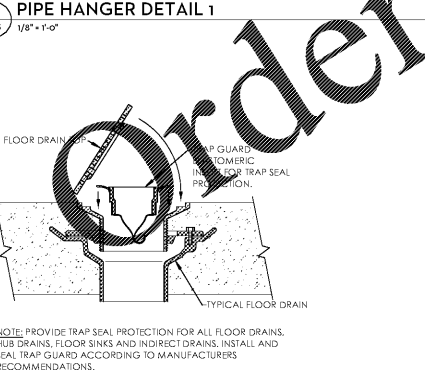 PIPE HANGER DETAIL 1
1/8" = 1'-0"
Order
FLOOR DRAIN TOP
TRAP GUARD
ELASTOMERIC
INSERT FOR TRAP SEAL
PROTECTION.
TYPICAL FLOOR DRAIN
NOTE: PROVIDE TRAP SEAL PROTECTION FOR ALL FLOOR DRAINS,
HUB DRAINS, FLOOR SINKS AND INDIRECT DRAINS. INSTALL AND
SEAL TRAP GUARD ACCORDING TO MANUFACTURERS
RECOMMENDATIONS.